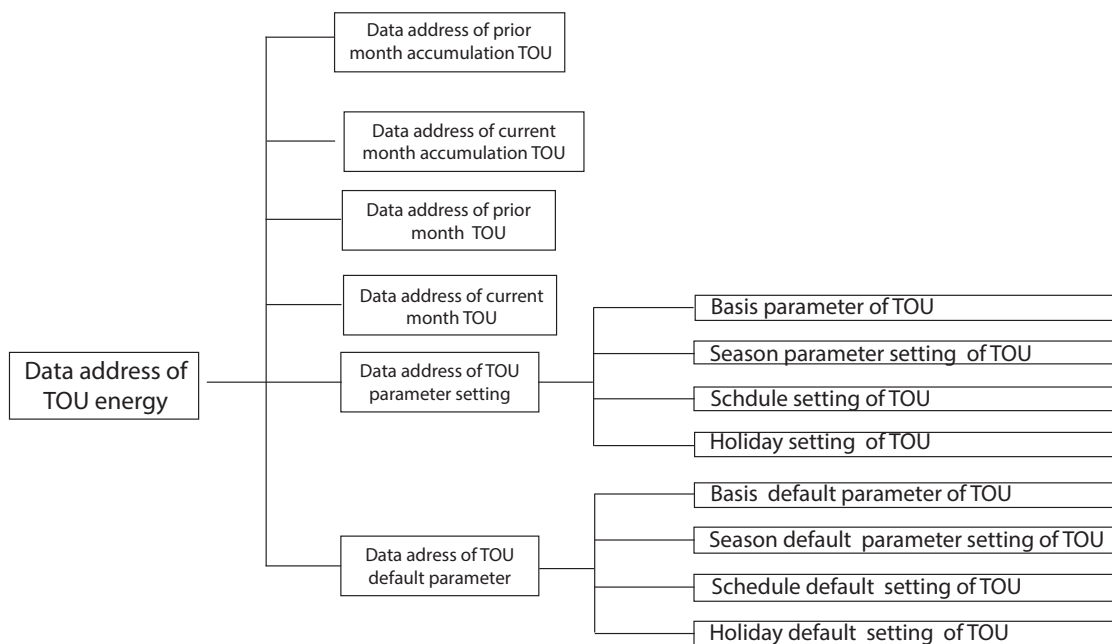 Data address of prior
month accumulation TOU
Data address of current
month accumulation TOU
Data address of prior
month TOU
Data address of current
month TOU
Data address of TOU energy
Data address of TOU
parameter setting
Basis parameter of TOU
Season parameter setting of TOU
Schdule setting of TOU
Holiday setting of TOU
Data adress of TOU
default parameter
Basis default parameter of TOU
Season default parameter setting of TOU
Schedule default setting of TOU
Holiday default setting of TOU